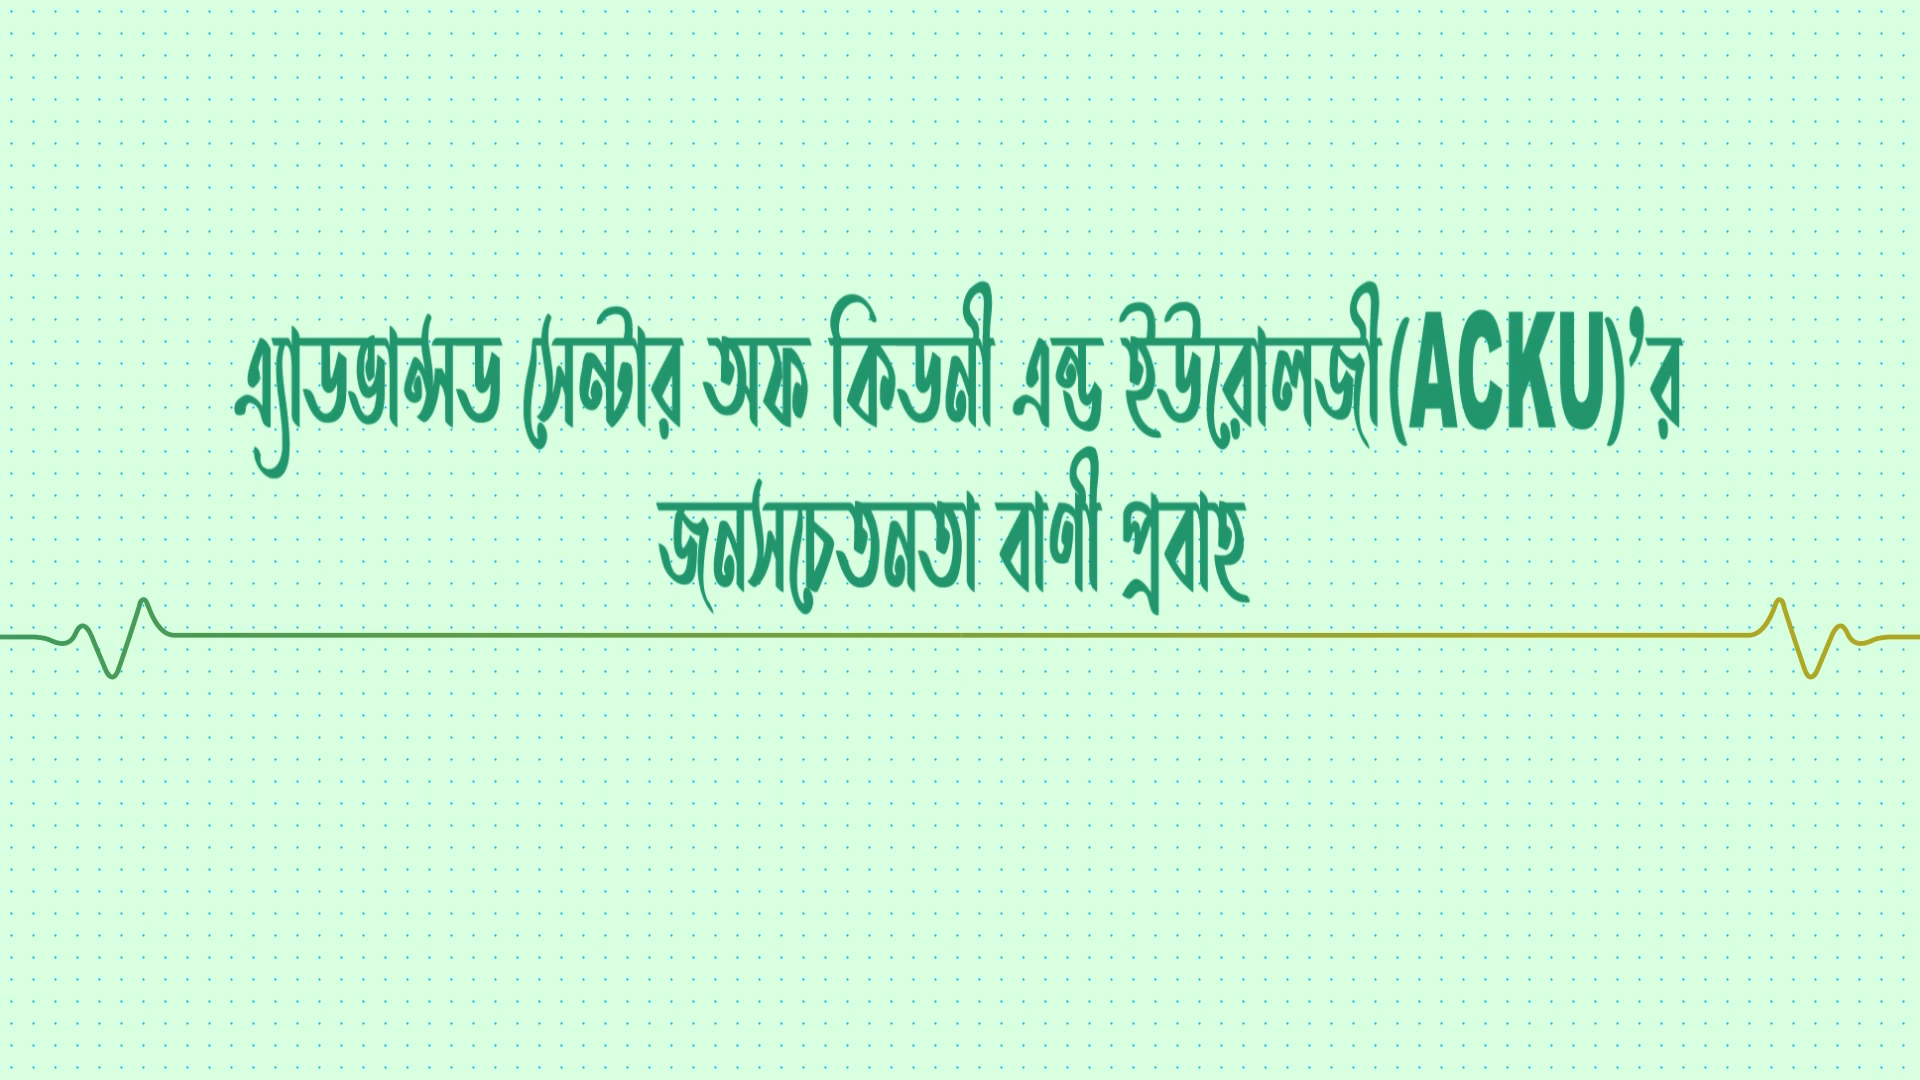 এ্যাডভান্সড সেন্টার অফ কিডনী এন্ড ইউরোলজী(ACKU)’র
জনসচেতনতা বাণী প্রবাহ